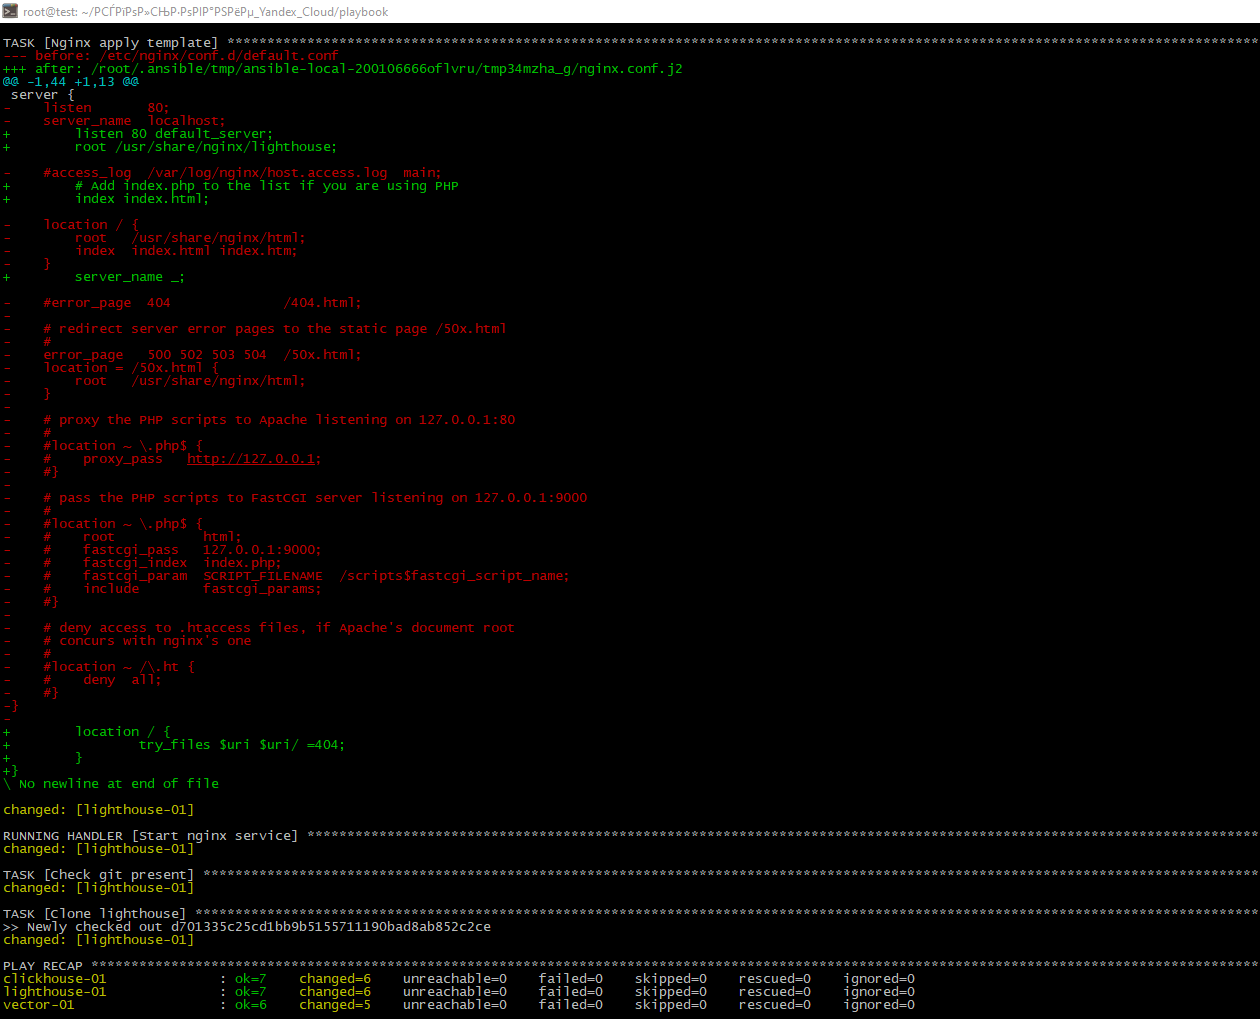 root@test: ~/РСЃРїРѕР»СЊР·РѕРІР°РЅРёРµ_Yandex_Cloud/playbook
TASK [Nginx apply template] ********************************************************************************************************************************
--- before: /etc/nginx/conf.d/default.conf
+++ after: /root/.ansible/tmp/ansible-local-200106666oflvru/tmp34mzha_g/nginx.conf.j2
@@ -1,44 +1,13 @@
 server {
-    listen       80;
-    server_name  localhost;
+        listen 80 default_server;
+        root /usr/share/nginx/lighthouse;
-    #access_log  /var/log/nginx/host.access.log  main;
+        # Add index.php to the list if you are using PHP
+        index index.html;
-    location / {
-        root   /usr/share/nginx/html;
-        index  index.html index.htm;
-    }
+        server_name _;
-    #error_page  404              /404.html;
-
-    # redirect server error pages to the static page /50x.html
-    #
-    error_page   500 502 503 504  /50x.html;
-    location = /50x.html {
-        root   /usr/share/nginx/html;
-    }
-
-    # proxy the PHP scripts to Apache listening on 127.0.0.1:80
-    #
-    #location ~ \.php$ {
-    #    proxy_pass   http://127.0.0.1;
-    #}
-
-    # pass the PHP scripts to FastCGI server listening on 127.0.0.1:9000
-    #
-    #location ~ \.php$ {
-    #    root           html;
-    #    fastcgi_pass   127.0.0.1:9000;
-    #    fastcgi_index  index.php;
-    #    fastcgi_param  SCRIPT_FILENAME  /scripts$fastcgi_script_name;
-    #    include        fastcgi_params;
-    #}
-
-    # deny access to .htaccess files, if Apache's document root
-    # concurs with nginx's one
-    #
-    #location ~ /\.ht {
-    #    deny  all;
-    #}
-}
-
+        location / {
+                try_files $uri $uri/ =404;
+        }
+}
\ No newline at end of file
changed: [lighthouse-01]
RUNNING HANDLER [Start nginx service] **********************************************************************************************************************
changed: [lighthouse-01]
TASK [Check git present] ***********************************************************************************************************************************
changed: [lighthouse-01]
TASK [Clone lighthouse] ************************************************************************************************************************************
>> Newly checked out d701335c25cd1bb9b5155711190bad8ab852c2ce
changed: [lighthouse-01]
PLAY RECAP *************************************************************************************************************************************************
clickhouse-01              : ok=7    changed=6    unreachable=0    failed=0    skipped=0    rescued=0    ignored=0
lighthouse-01              : ok=7    changed=6    unreachable=0    failed=0    skipped=0    rescued=0    ignored=0
vector-01                  : ok=6    changed=5    unreachable=0    failed=0    skipped=0    rescued=0    ignored=0